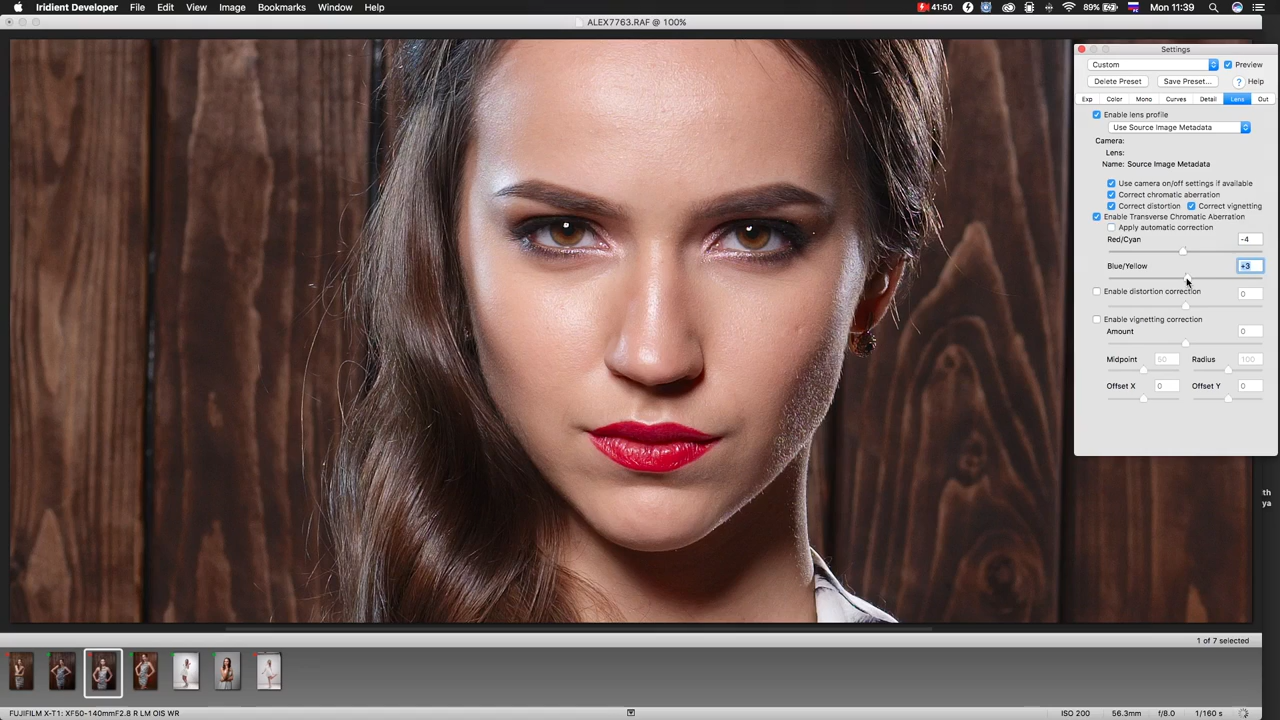 Iridient Developer File Edit View Image Bookmarks Window Help 41:50 89% Mon 11:39
ALEX7763.RAF @ 100%
Settings
Custom Preview
Delete Preset Save Preset... ? Help
Exp Color Mono Curves Detail Lens Out
Enable lens profile
Use Source Image Metadata
Camera:
Lens:
Name: Source Image Metadata
Use camera on/off settings if available
Correct chromatic aberration
Correct distortion Correct vignetting
Enable Transverse Chromatic Aberration
Apply automatic correction
Red/Cyan -4
Blue/Yellow +3
Enable distortion correction 0
Enable vignetting correction
Amount 0
Midpoint 50 Radius 100
Offset X 0 Offset Y 0
th
ya
1 of 7 selected
FUJIFILM X-T1: XF50-140mmF2.8 R LM OIS WR ISO 200 56.3mm f/8.0 1/160 s